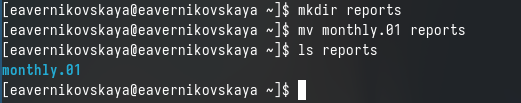 [eavernikovskaya@eavernikovskaya ~]$ mkdir reports
[eavernikovskaya@eavernikovskaya ~]$ mv monthly.01 reports
[eavernikovskaya@eavernikovskaya ~]$ ls reports
monthly.01
[eavernikovskaya@eavernikovskaya ~]$